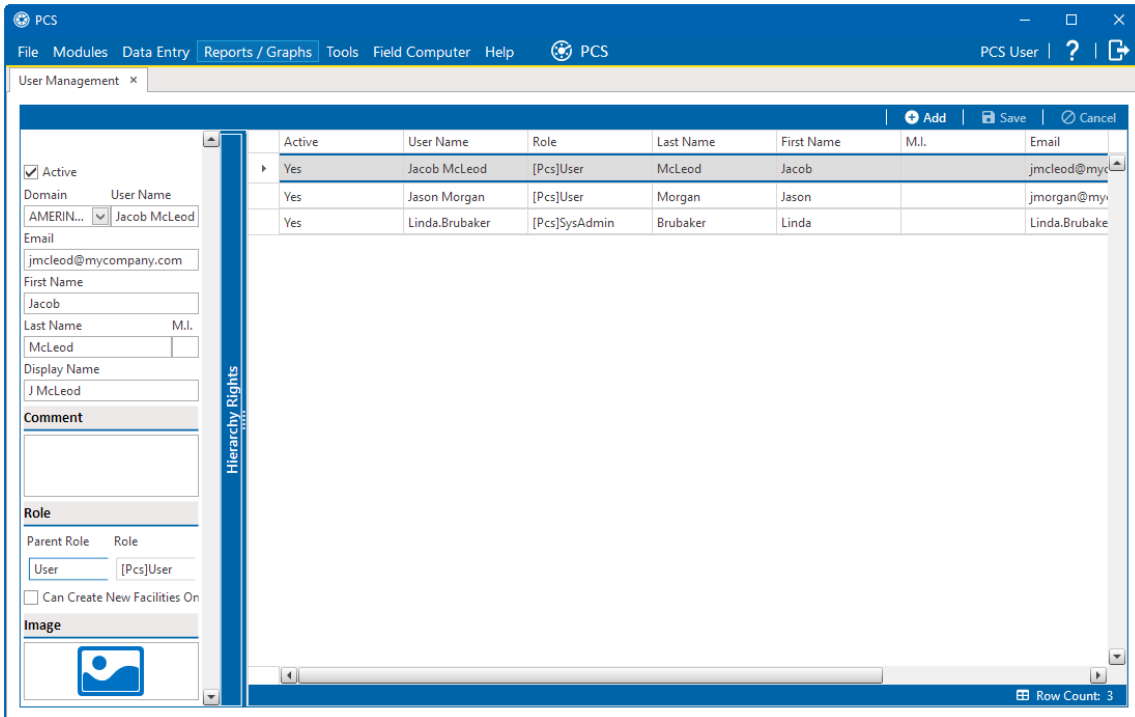 PCS
File Modules Data Entry Reports / Graphs Tools Field Computer Help PCS PCS User | ? |
User Management ×
Add | Save | Cancel
Active
Domain User Name
AMERIN... Jacob McLeod
Email
jmcleod@mycompany.com
First Name
Jacob
Last Name M.I.
McLeod
Display Name
J McLeod
Comment
Role
Parent Role Role
User [Pcs]User
Can Create New Facilities On
Image
Hierarchy Rights
Active User Name Role Last Name First Name M.I. Email
Yes Jacob McLeod [Pcs]User McLeod Jacob jmcleod@myc
Yes Jason Morgan [Pcs]User Morgan Jason jmorgan@my
Yes Linda.Brubaker [Pcs]SysAdmin Brubaker Linda Linda.Brubake
Row Count: 3